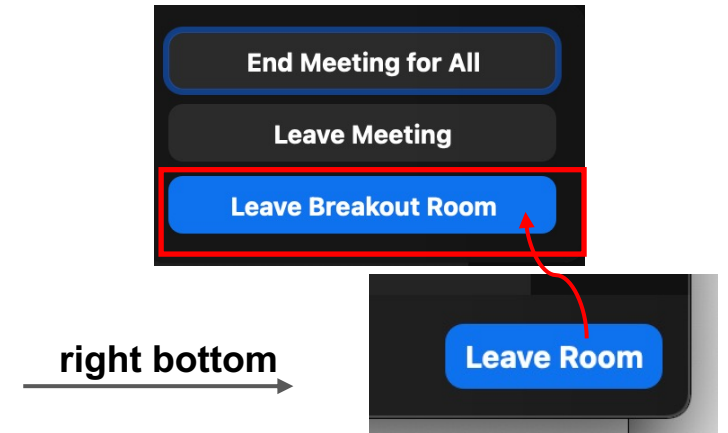 End Meeting for All
Leave Meeting
Leave Breakout Room
right bottom
Leave Room